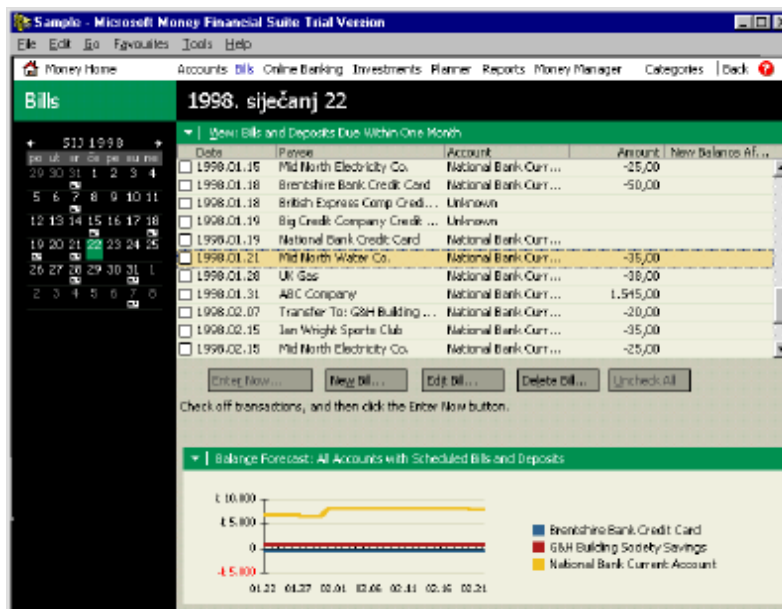 Sample - Microsoft Money Financial Suite Trial Version
File Edit Go Favourites Tools Help
Money Home Accounts Bills Online Banking Investments Planner Reports Money Manager Categories Back
Bills
1998. siječanj 22
View: Bills and Deposits Due Within One Month
SIJ 1998
po ut sr če pe su ne
29 30 31 1 2 3 4
5 6 7 8 9 10 11
12 13 14 15 16 17 18
19 20 21 22 23 24 25
26 27 28 29 30 31 1
2 3 4 5 6 7 8
Date Payee Account Amount New Balance Af...
1998.01.15 Mid North Electricity Co. National Bank Curr... -25,00
1998.01.18 Brentshire Bank Credit Card National Bank Curr... -50,00
1998.01.18 British Express Comp Credi... Unknown
1998.01.19 Big Credit Company Credit ... Unknown
1998.01.19 National Bank Credit Card National Bank Curr...
1998.01.21 Mid North Water Co. National Bank Curr... -35,00
1998.01.28 UK Gas National Bank Curr... -38,00
1998.01.31 ABC Company National Bank Curr... 1.545,00
1998.02.07 Transfer To: G&H Building ... National Bank Curr... -20,00
1998.02.15 Ian Wright Sports Club National Bank Curr... -35,00
1998.02.15 Mid North Electricity Co. National Bank Curr... -25,00
Enter Now... New Bill... Edit Bill... Delete Bill... Uncheck All
Check off transactions, and then click the Enter Now button.
Balance Forecast: All Accounts with Scheduled Bills and Deposits
£ 10.000
£ 5.000
0
-£ 5.000
01.22 01.27 02.01 02.06 02.11 02.16 02.21
Brentshire Bank Credit Card
G&H Building Society Savings
National Bank Current Account